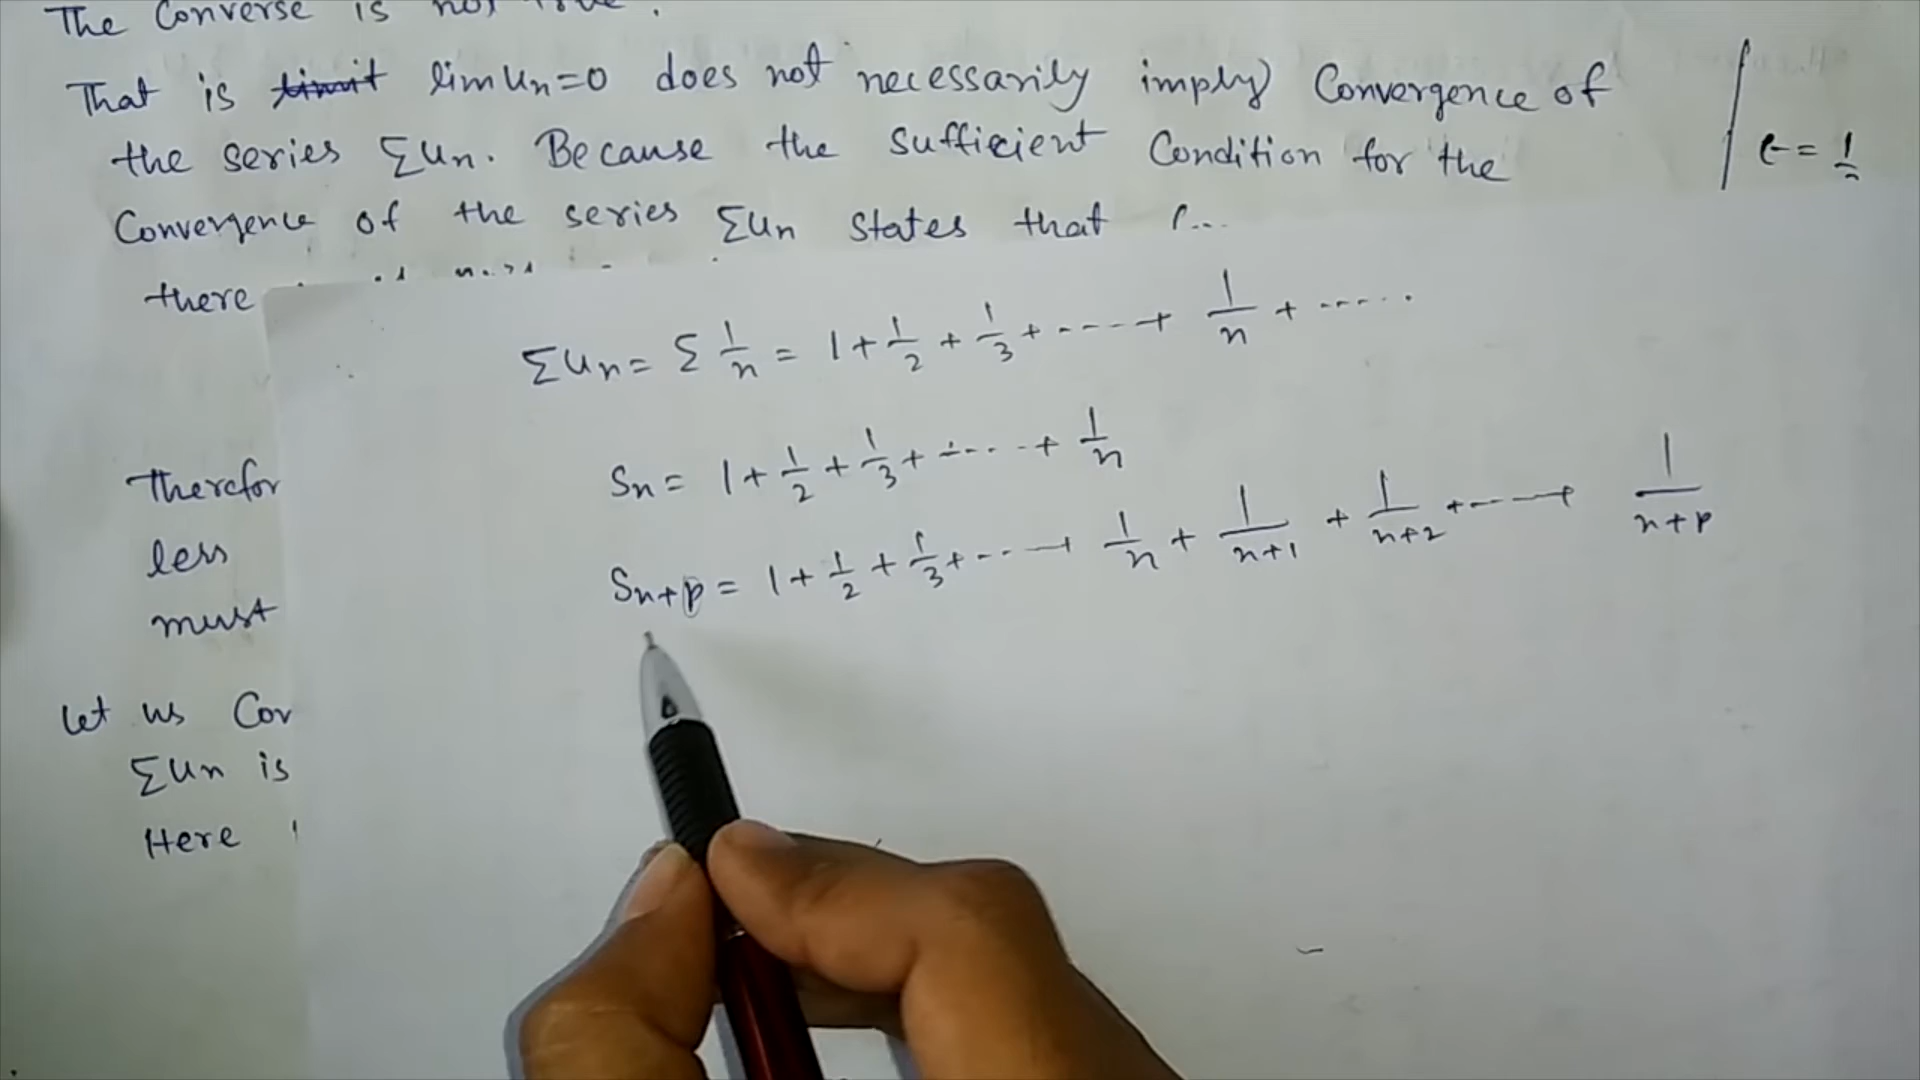 The Converse is not true.
That is limit lim Un=0 does not necessarily imply Convergence of
the series ΣUn. Because the sufficient Condition for the
Convergence of the series ΣUn states that
there
Therefor
less
must
Let us Con
ΣUn is
Here
ϵ = 1
ΣUn = Σ 1/n = 1 + 1/2 + 1/3 + ---- + 1/n + ......
Sn = 1 + 1/2 + 1/3 + ---- + 1/n
Sn+p = 1 + 1/2 + 1/3 + ---- + 1/n + 1/n+1 + 1/n+2 + ---- + 1/n+p